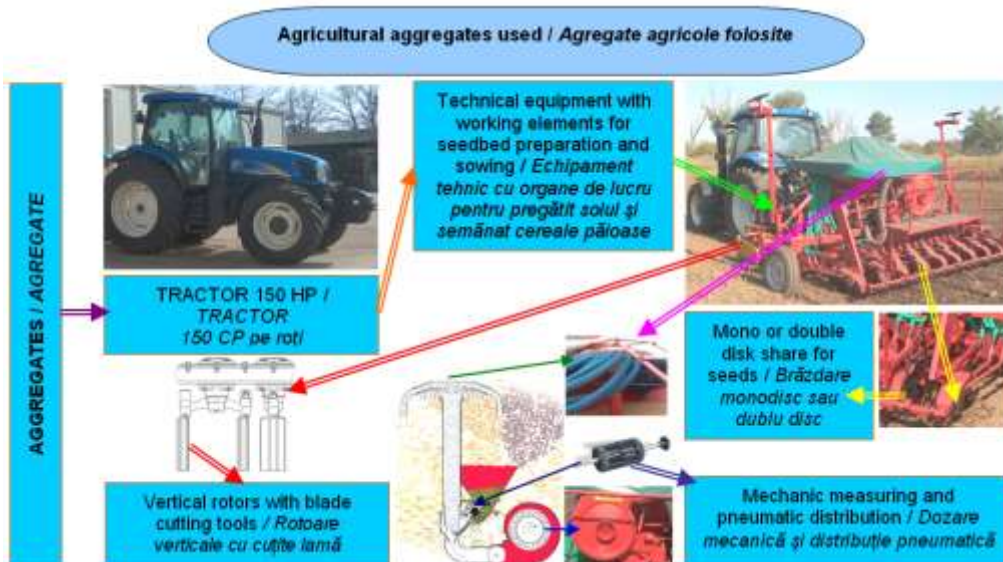 Agricultural aggregates used / Agregate agricole folosite
AGGREGATES / AGREGATE
TRACTOR 150 HP /
TRACTOR
150 CP pe roți
Technical equipment with
working elements for
seedbed preparation and
sowing / Echipament
tehnic cu organe de lucru
pentru pregătit solul și
semănat cereale păioase
Mono or double
disk share for
seeds / Brăzdare
monodisc sau
dublu disc
Vertical rotors with blade
cutting tools / Rotoare
verticale cu cuțite lamă
Mechanic measuring and
pneumatic distribution / Dozare
mecanică și distribuție pneumatică